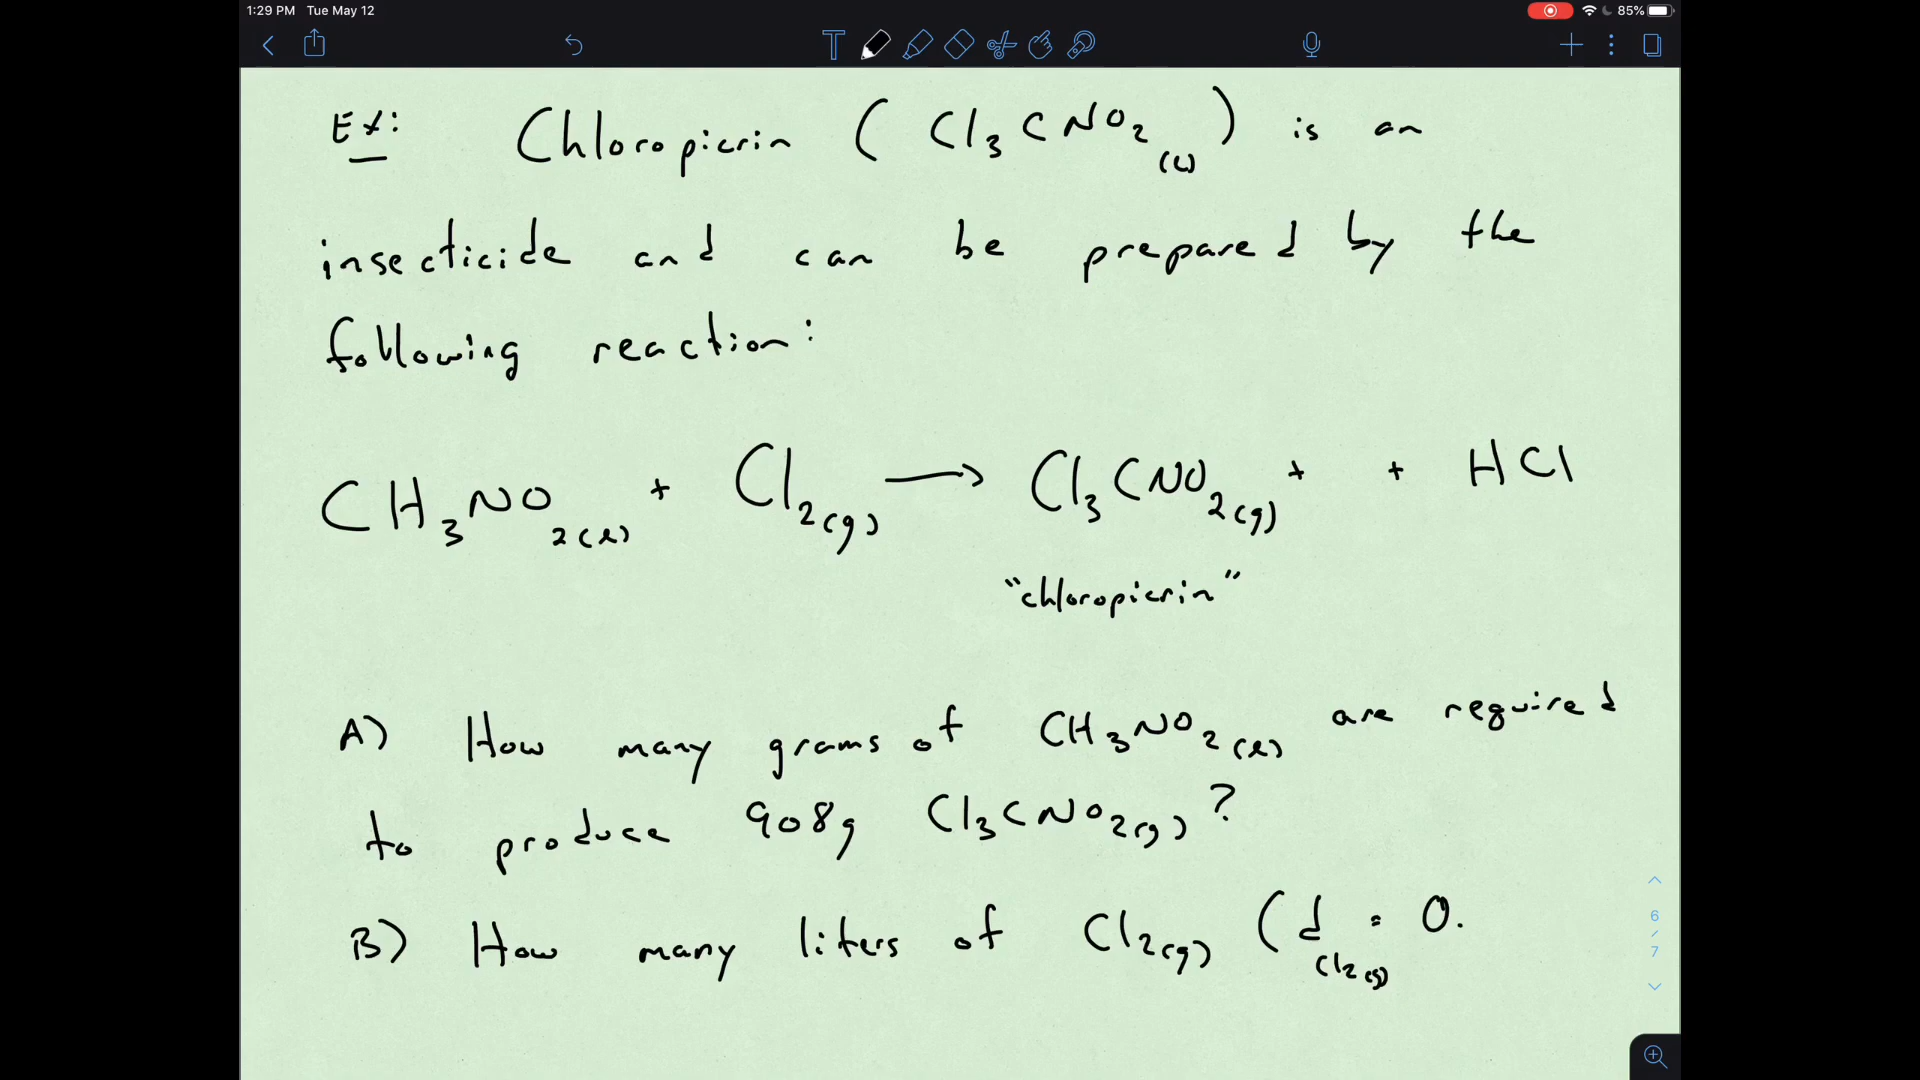 1:29 PM Tue May 12
85%
T
Ex: Chloropicrin ( Cl₃CNO₂(l) ) is an
insecticide and can be prepared by the
following reaction:
CH₃NO₂(l) + Cl₂(g) → Cl₃CNO₂(g) + + HCl
"chloropicrin"
A) How many grams of CH₃NO₂(l) are required
to produce 908g Cl₃CNO₂(g) ?
B) How many liters of Cl₂(g) (d Cl₂(g) = 0.
6
/
7